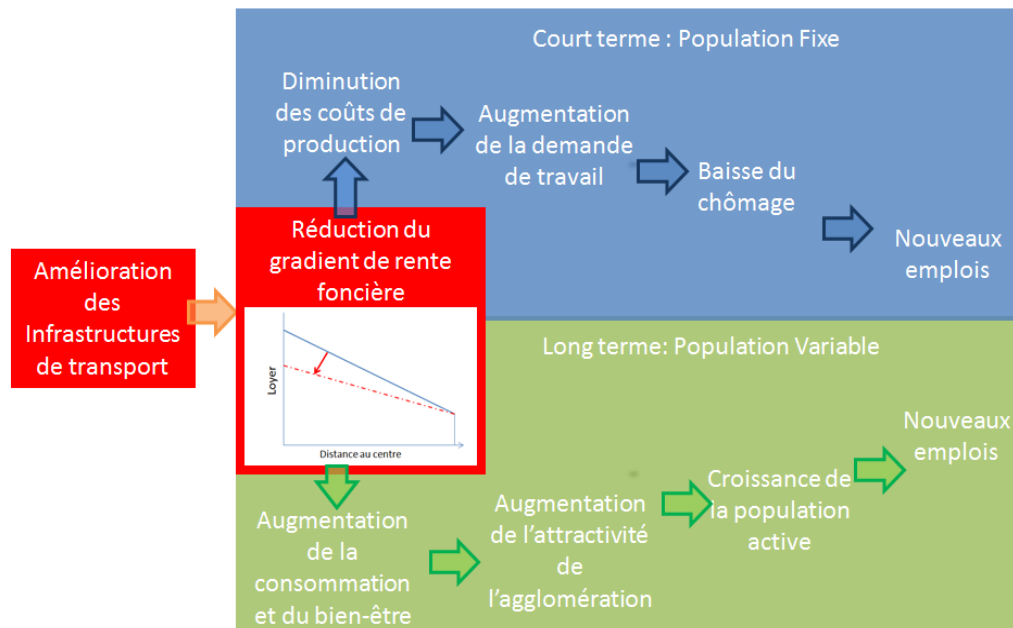 Court terme : Population Fixe
Diminution
des coûts de
production
Augmentation
de la demande
de travail
Baisse du
chômage
Nouveaux
emplois
Amélioration
des
Infrastructures
de transport
Réduction du
gradient de rente
foncière
Loyer
Distance au centre
Long terme: Population Variable
Augmentation
de la
consommation
et du bien-être
Augmentation
de l'attractivité
de
l'agglomération
Croissance de
la population
active
Nouveaux
emplois